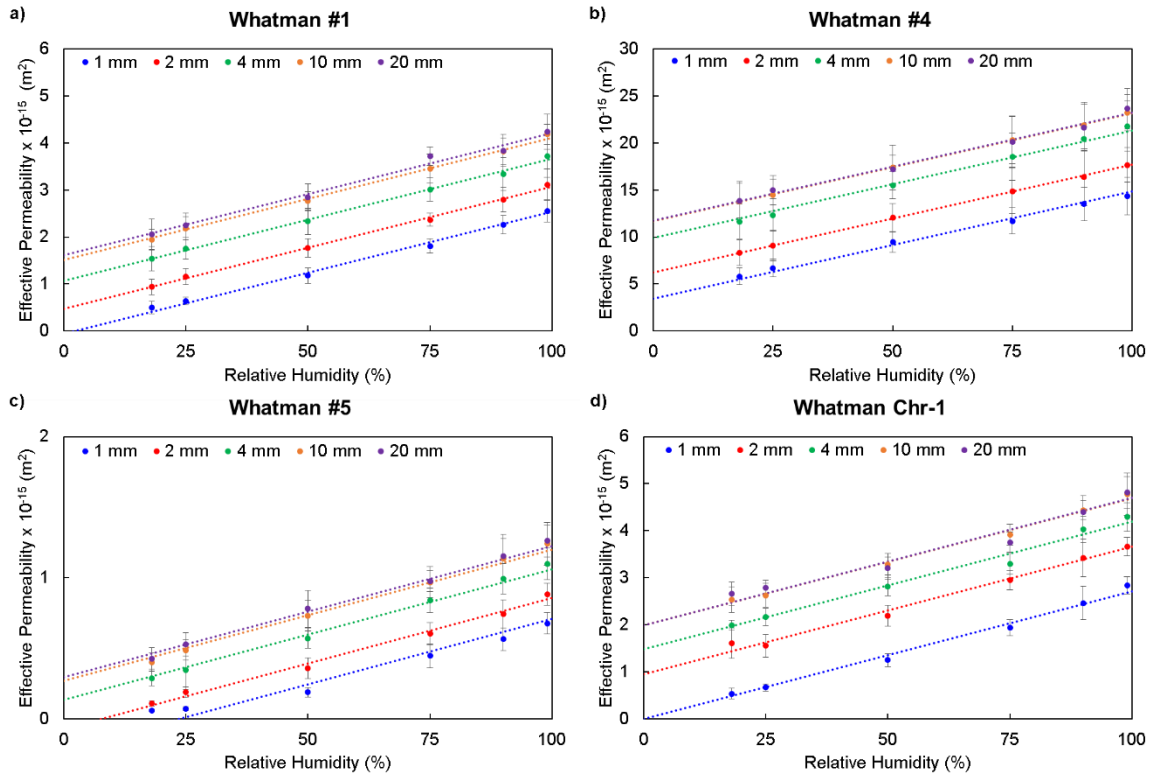 a)
Whatman #1
1 mm 2 mm 4 mm 10 mm 20 mm
Effective Permeability x 10⁻¹⁵ (m²)
6
5
4
3
2
1
0
0 25 50 75 100
Relative Humidity (%)
b)
Whatman #4
1 mm 2 mm 4 mm 10 mm 20 mm
Effective Permeability x 10⁻¹⁵ (m²)
30
25
20
15
10
5
0
0 25 50 75 100
Relative Humidity (%)
c)
Whatman #5
1 mm 2 mm 4 mm 10 mm 20 mm
Effective Permeability x 10⁻¹⁵ (m²)
2
1
0
0 25 50 75 100
Relative Humidity (%)
d)
Whatman Chr-1
1 mm 2 mm 4 mm 10 mm 20 mm
Effective Permeability x 10⁻¹⁵ (m²)
6
5
4
3
2
1
0
0 25 50 75 100
Relative Humidity (%)